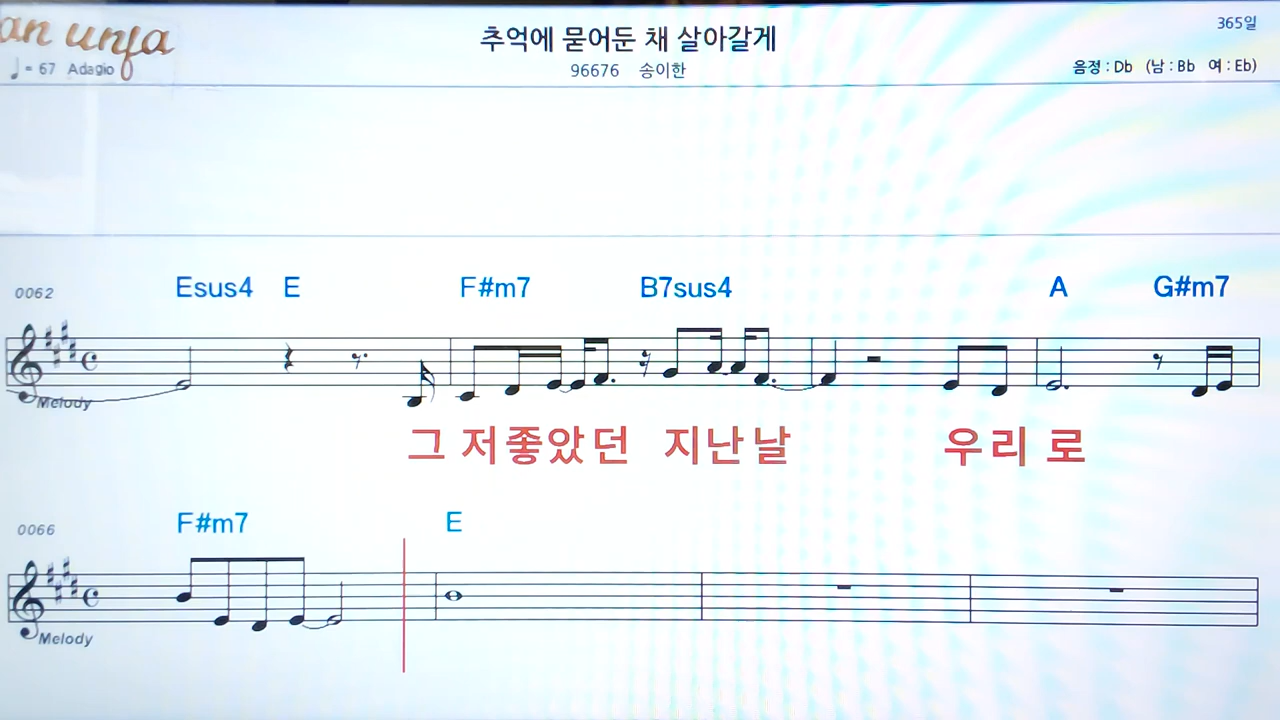 추억에 묻어둔 채 살아갈게
365일
♩= 67 Adagio
96676 송이한
음정 : Db (남 : Bb 여 : Eb)
0062 Esus4 E F#m7 B7sus4 A G#m7
Melody
그 저 좋았던 지난날 우리 로
0066 F#m7 E
Melody